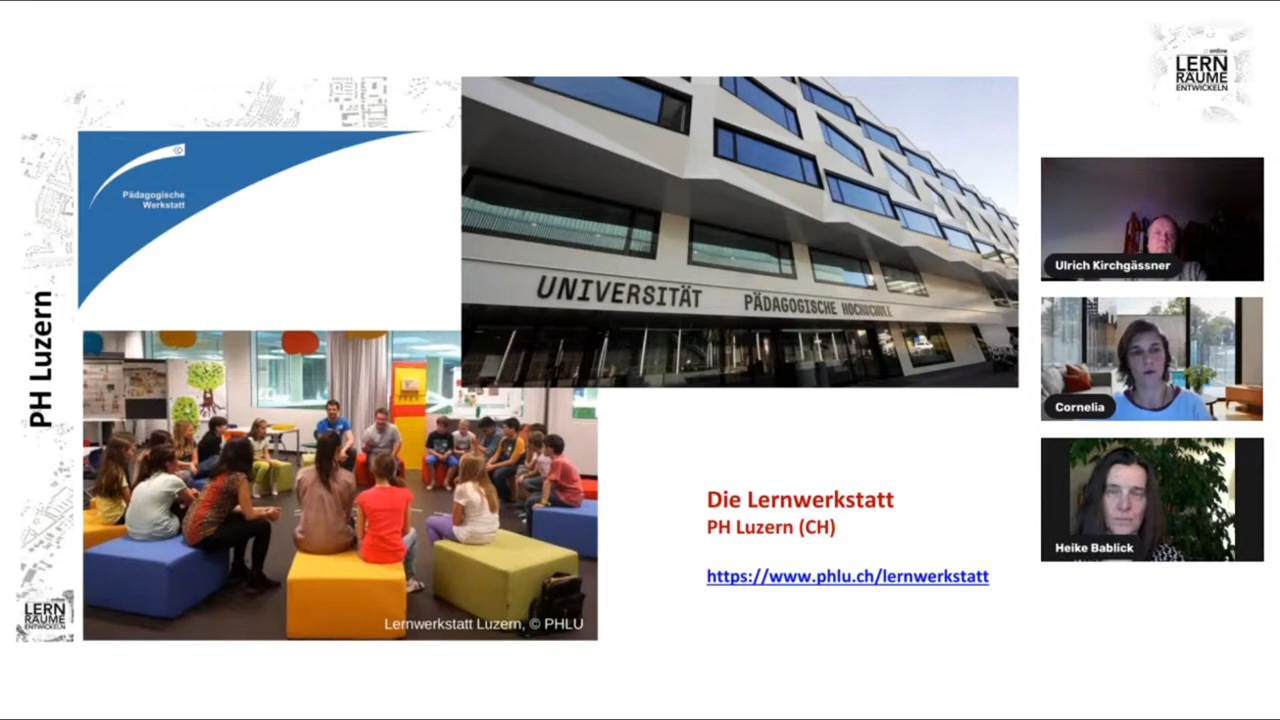 online
LERN
RÄUME
ENTWICKELN
Pädagogische
Werkstatt
UNIVERSITÄT PÄDAGOGISCHE HOCHSCHULE
PH Luzern
Ulrich Kirchgässner
Cornelia
Heike Bablick
Die Lernwerkstatt
PH Luzern (CH)
https://www.phlu.ch/lernwerkstatt
Lernwerkstatt Luzern, © PHLU
online
LERN
RÄUME
ENTWICKELN